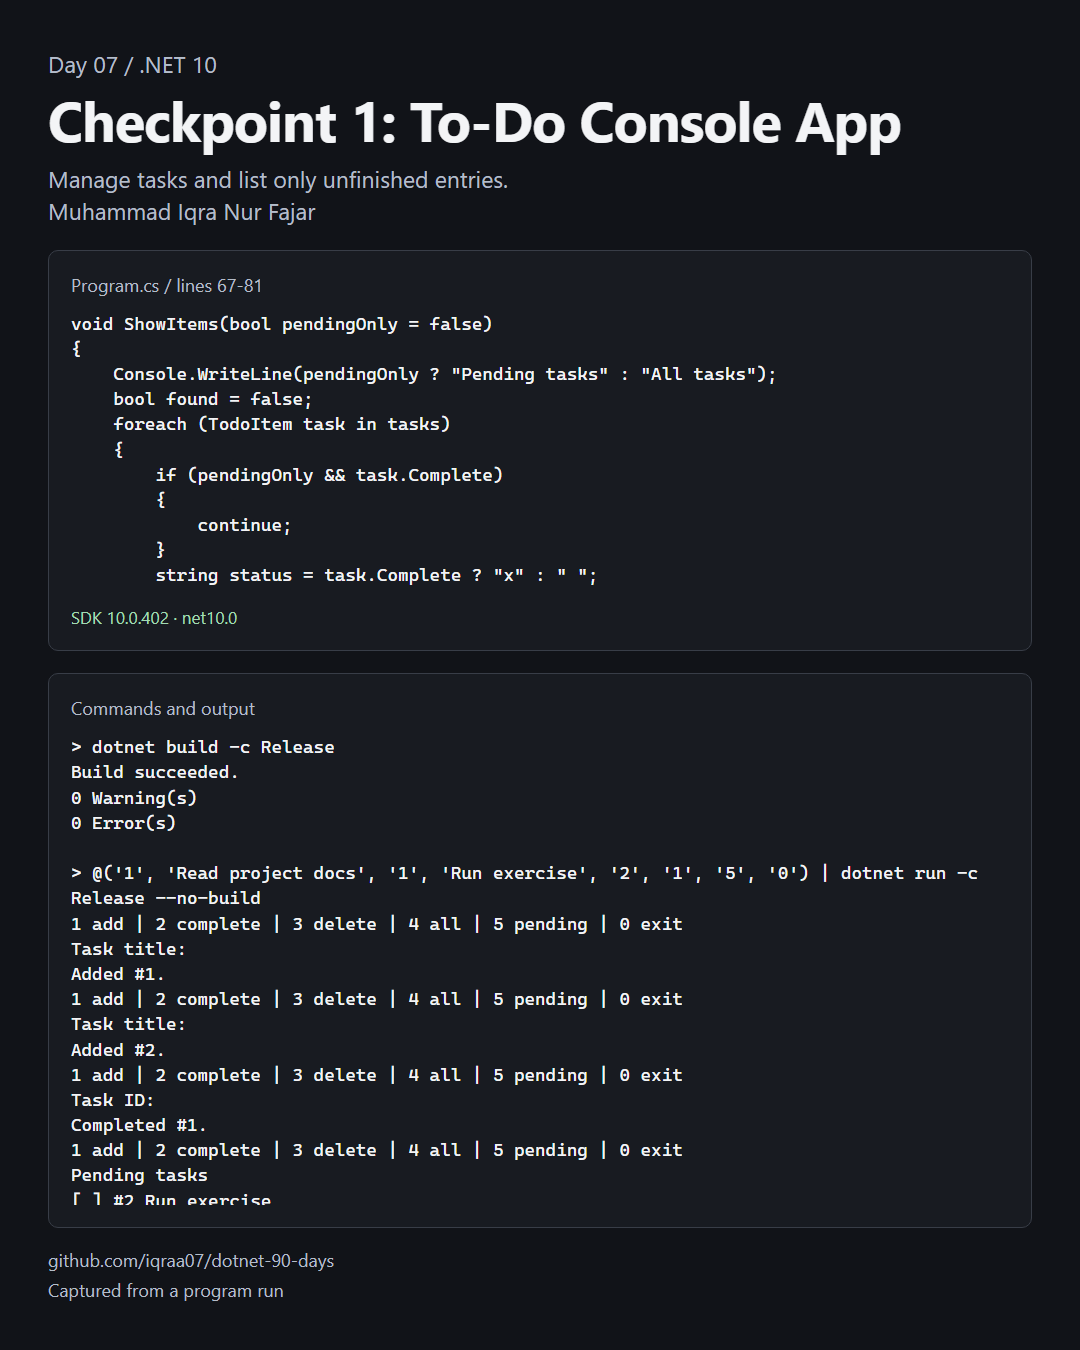 Day 07 / .NET 10
Checkpoint 1: To-Do Console App
Manage tasks and list only unfinished entries.
Muhammad Iqra Nur Fajar
Program.cs / lines 67-81
void ShowItems(bool pendingOnly = false)
{
    Console.WriteLine(pendingOnly ? "Pending tasks" : "All tasks");
    bool found = false;
    foreach (TodoItem task in tasks)
    {
        if (pendingOnly && task.Complete)
        {
            continue;
        }
        string status = task.Complete ? "x" : " ";
SDK 10.0.402 · net10.0
Commands and output
> dotnet build -c Release
Build succeeded.
0 Warning(s)
0 Error(s)
> @('1', 'Read project docs', '1', 'Run exercise', '2', '1', '5', '0') | dotnet run -c
Release --no-build
1 add | 2 complete | 3 delete | 4 all | 5 pending | 0 exit
Task title:
Added #1.
1 add | 2 complete | 3 delete | 4 all | 5 pending | 0 exit
Task title:
Added #2.
1 add | 2 complete | 3 delete | 4 all | 5 pending | 0 exit
Task ID:
Completed #1.
1 add | 2 complete | 3 delete | 4 all | 5 pending | 0 exit
Pending tasks
[ ] #2 Run exercise
github.com/iqraa07/dotnet-90-days
Captured from a program run